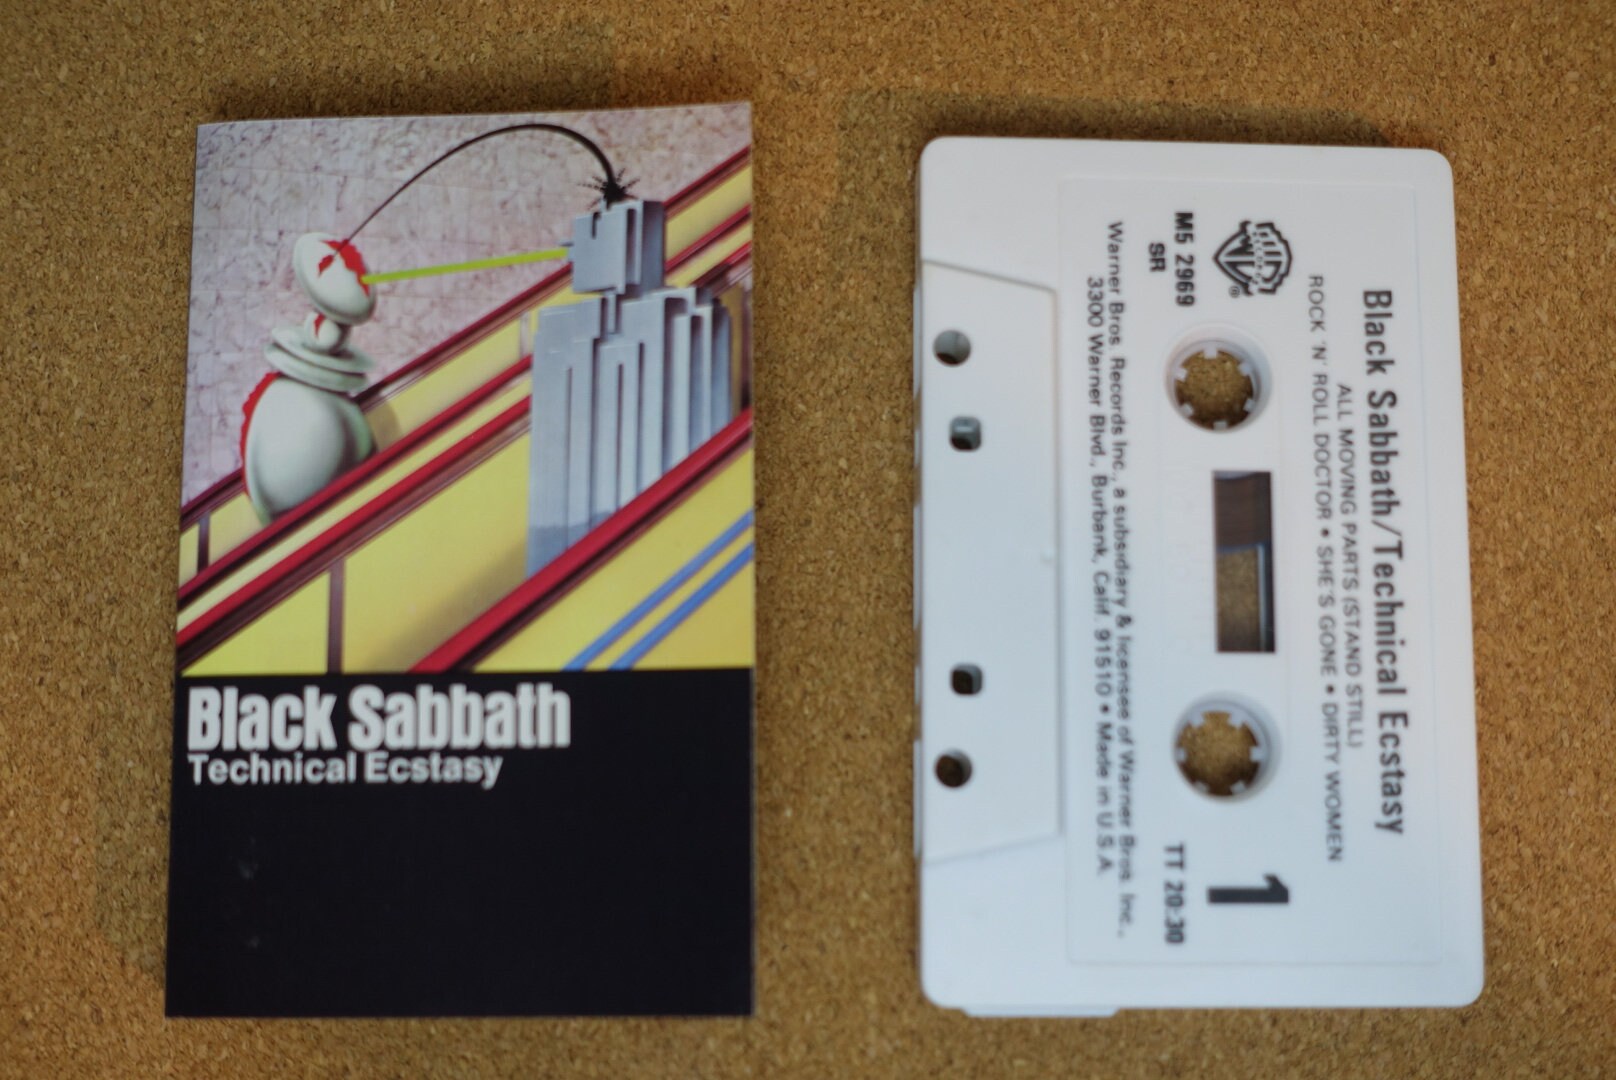 Black Sabbath
Technical Ecstasy
Black Sabbath/Technical Ecstasy
ALL MOVING PARTS (STAND STILL)
ROCK 'N' ROLL DOCTOR • SHE'S GONE • DIRTY WOMEN
WB
®
1
M5 2969
SR
TT 20:30
Warner Bros. Records Inc., a subsidiary & licensee of Warner Bros. Inc.,
3300 Warner Blvd., Burbank, Calif. 91510 • Made in U.S.A.